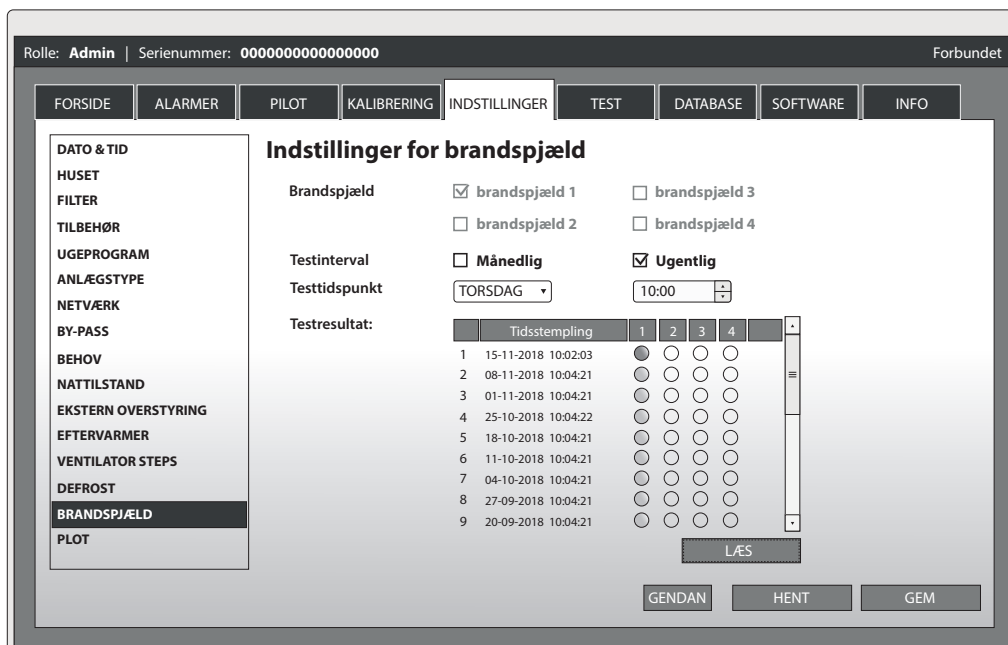 Rolle: Admin | Serienummer: 0000000000000000 Forbundet
FORSIDE ALARMER PILOT KALIBRERING INDSTILLINGER TEST DATABASE SOFTWARE INFO
DATO & TID
HUSET
FILTER
TILBEHØR
UGEPROGRAM
ANLÆGSTYPE
NETVÆRK
BY-PASS
BEHOV
NATTILSTAND
EKSTERN OVERSTYRING
EFTERVARMER
VENTILATOR STEPS
DEFROST
BRANDSPJÆLD
PLOT
Indstillinger for brandspjæld
Brandspjæld brandspjæld 1 brandspjæld 3
brandspjæld 2 brandspjæld 4
Testinterval Månedlig Ugentlig
Testtidspunkt TORSDAG 10:00
Testresultat: Tidsstempling 1 2 3 4
1 15-11-2018 10:02:03
2 08-11-2018 10:04:21
3 01-11-2018 10:04:21
4 25-10-2018 10:04:22
5 18-10-2018 10:04:21
6 11-10-2018 10:04:21
7 04-10-2018 10:04:21
8 27-09-2018 10:04:21
9 20-09-2018 10:04:21
LÆS
GENDAN HENT GEM